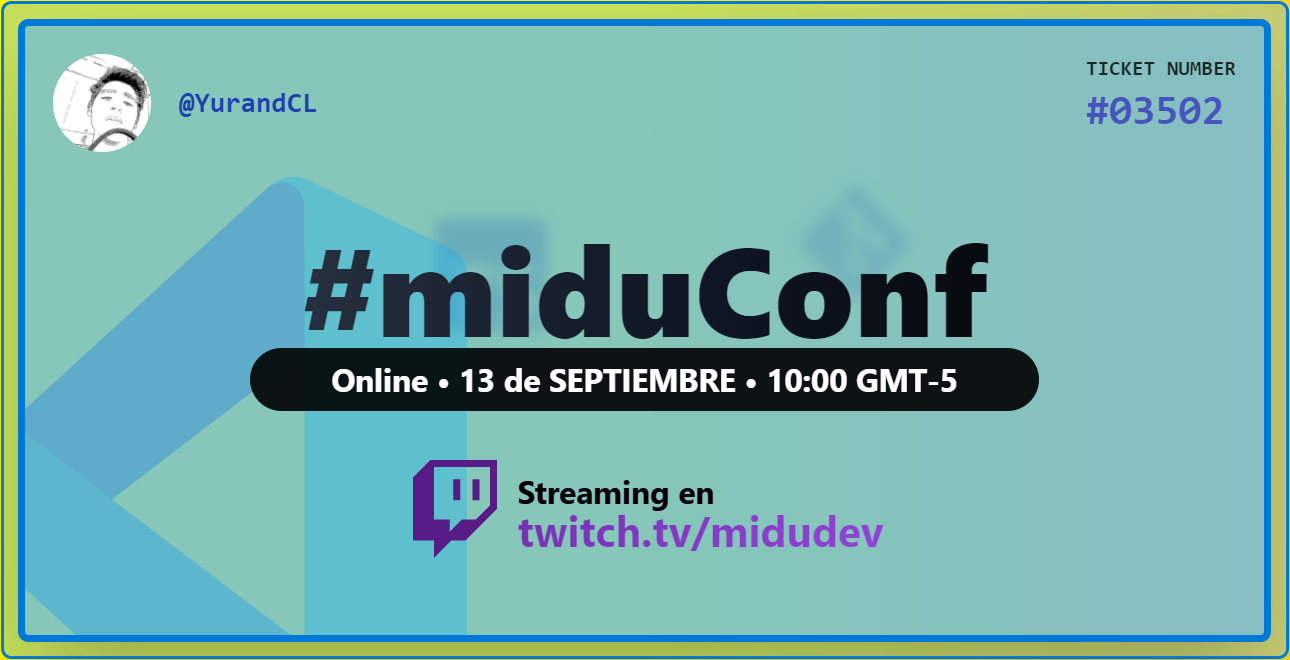 @YurandCL
TICKET NUMBER
#03502
#miduConf
Online • 13 de SEPTIEMBRE • 10:00 GMT-5
Streaming en
twitch.tv/midudev